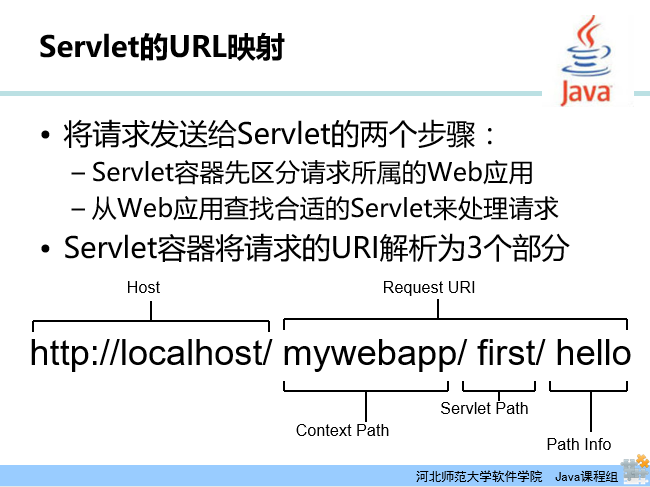 Servlet的URL映射
Java
• 将请求发送给Servlet的两个步骤：
– Servlet容器先区分请求所属的Web应用
– 从Web应用查找合适的Servlet来处理请求
• Servlet容器将请求的URI解析为3个部分
Host
Request URI
http://localhost/ mywebapp/ first/ hello
Servlet Path
Context Path
Path Info
河北师范大学软件学院 Java课程组